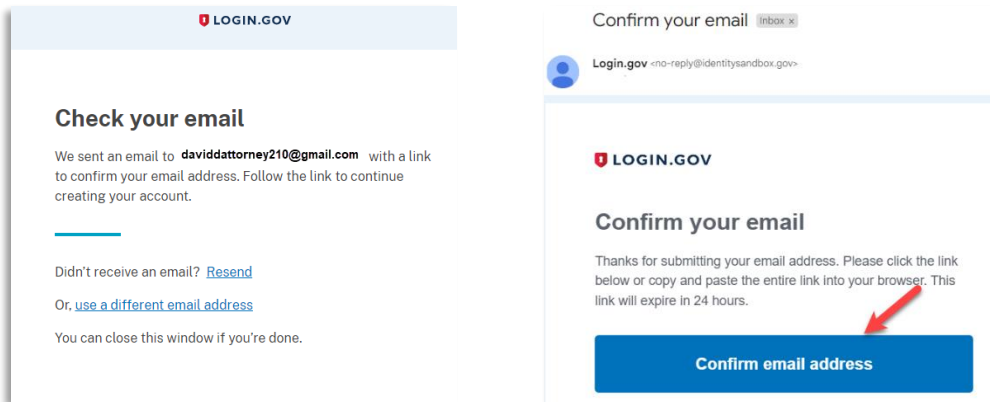 LOGIN.GOV
Check your email
We sent an email to daviddattorney210@gmail.com with a link
to confirm your email address. Follow the link to continue
creating your account.
Didn't receive an email? Resend
Or, use a different email address
You can close this window if you're done.
Confirm your email Inbox x
Login.gov <no-reply@identitysandbox.gov>
LOGIN.GOV
Confirm your email
Thanks for submitting your email address. Please click the link
below or copy and paste the entire link into your browser. This
link will expire in 24 hours.
Confirm email address